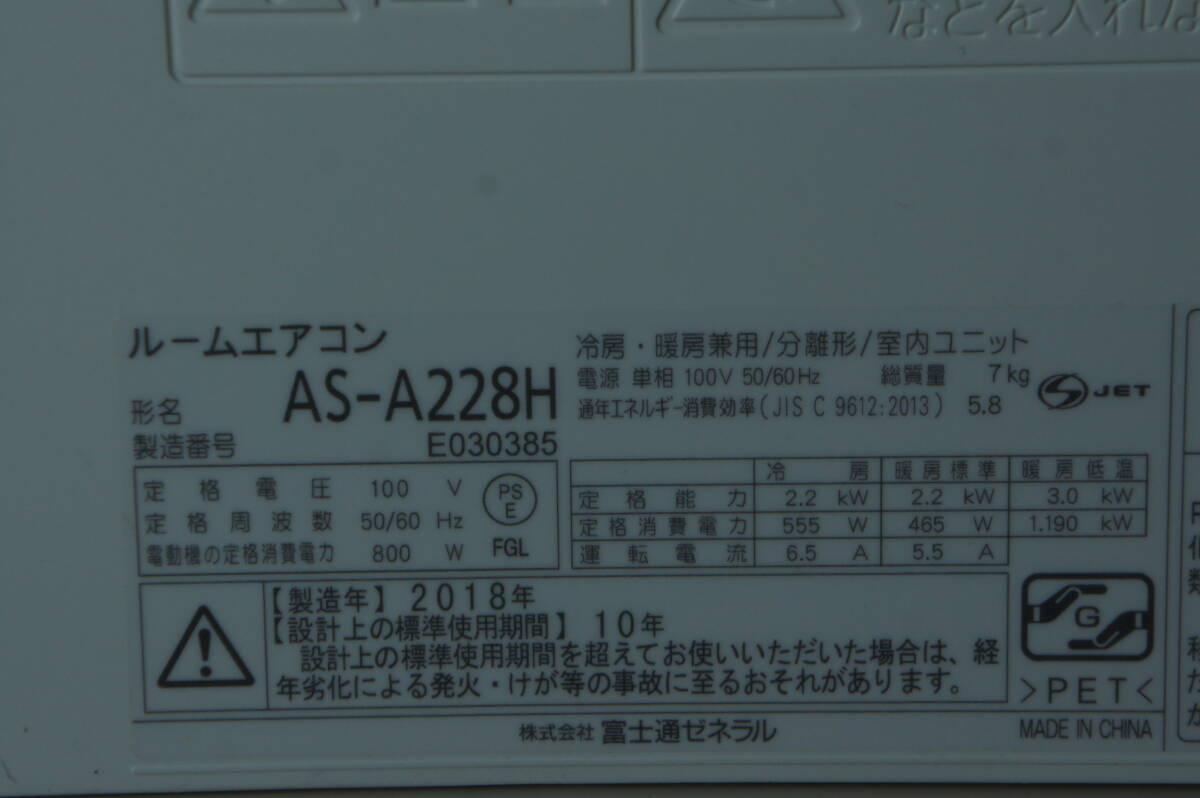 などを入れな
ルームエアコン
形名 AS-A228H
製造番号 E030385
冷房・暖房兼用/分離形/室内ユニット
電源 単相 100V 50/60Hz 総質量 7kg
通年エネルギー消費効率(JIS C 9612:2013) 5.8
JET
定格電圧 100 V
定格周波数 50/60 Hz
電動機の定格消費電力 800 W
PS
E
FGL
冷房 暖房標準 暖房低温
定格能力 2.2 kW 2.2 kW 3.0 kW
定格消費電力 555 W 465 W 1.190 kW
運転電流 6.5 A 5.5 A
【製造年】2018年
【設計上の標準使用期間】10年
設計上の標準使用期間を超えてお使いいただいた場合は、経
年劣化による発火・けが等の事故に至るおそれがあります。
G
>PET<
株式会社 富士通ゼネラル
MADE IN CHINA